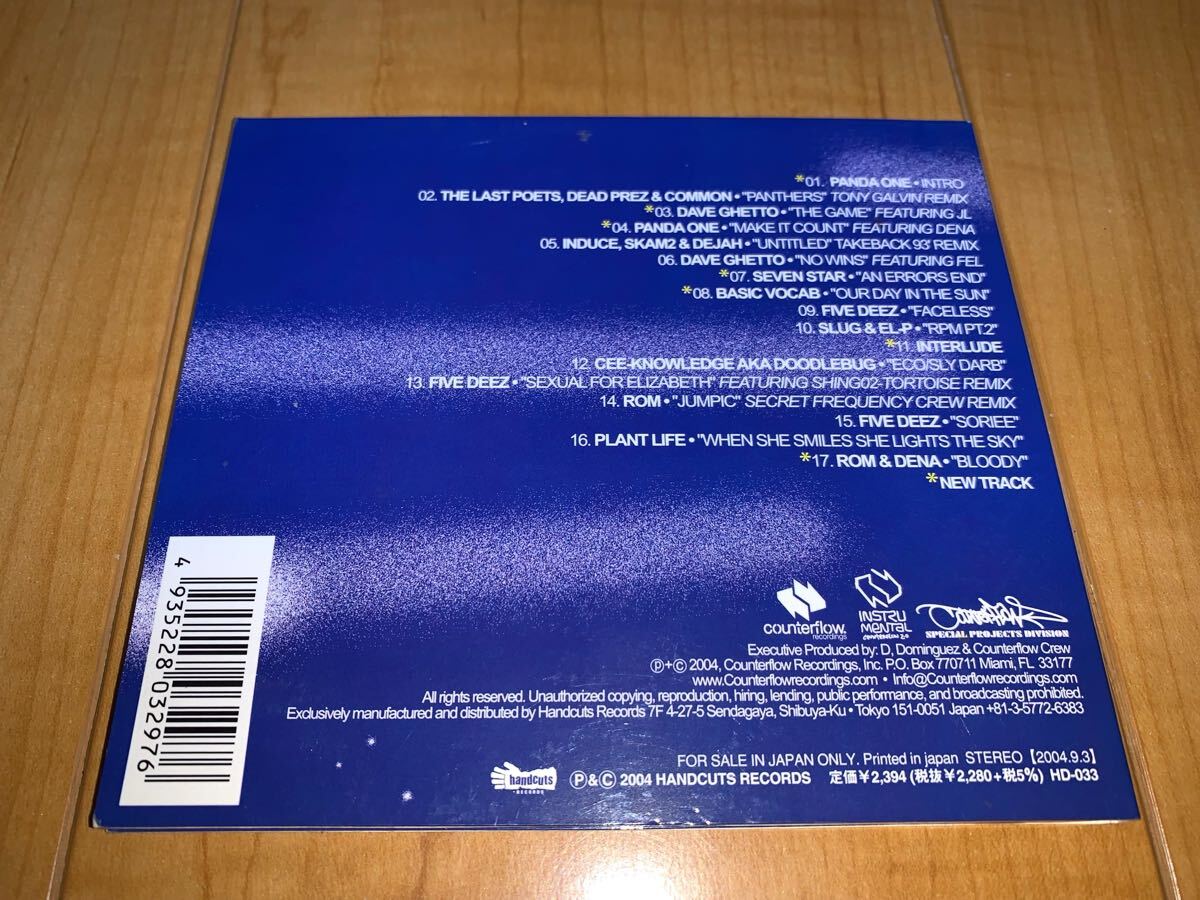 *01. PANDA ONE • INTRO
02. THE LAST POETS, DEAD PREZ & COMMON • "PANTHERS" TONY GALVIN REMIX
*03. DAVE GHETTO • "THE GAME" FEATURING JL
*04. PANDA ONE • "MAKE IT COUNT" FEATURING DENA
05. INDUCE, SKAM2 & DEJAH • "UNTITLED" TAKEBACK 93' REMIX
06. DAVE GHETTO • "NO WINS" FEATURING FEL
*07. SEVEN STAR • "AN ERRORS END"
*08. BASIC VOCAB • "OUR DAY IN THE SUN"
09. FIVE DEEZ • "FACELESS"
10. SLUG & EL-P • "RPM PT.2"
*11. INTERLUDE
12. CEE-KNOWLEDGE AKA DOODLEBUG • "ECO/SLY DARB"
13. FIVE DEEZ • "SEXUAL FOR ELIZABETH" FEATURING SHING02-TORTOISE REMIX
14. ROM • "JUMPIC" SECRET FREQUENCY CREW REMIX
15. FIVE DEEZ • "SORIEE"
16. PLANT LIFE • "WHEN SHE SMILES SHE LIGHTS THE SKY"
*17. ROM & DENA • "BLOODY"
*NEW TRACK
4 935228 032976
counterflow.
recordings
INSTRU
MENTAL
SPECIAL PROJECTS DIVISION
Executive Produced by: D, Dominguez & Counterflow Crew
℗+© 2004, Counterflow Recordings, Inc. P.O. Box 770711 Miami, FL 33177
www.Counterflowrecordings.com • Info@Counterflowrecordings.com
All rights reserved. Unauthorized copying, reproduction, hiring, lending, public performance, and broadcasting prohibited.
Exclusively manufactured and distributed by Handcuts Records 7F 4-27-5 Sendagaya, Shibuya-Ku • Tokyo 151-0051 Japan +81-3-5772-6383
FOR SALE IN JAPAN ONLY. Printed in japan STEREO 【2004.9.3】
handcuts
RECORDS
℗&© 2004 HANDCUTS RECORDS 定価¥2,394 (税抜¥2,280+税5%) HD-033